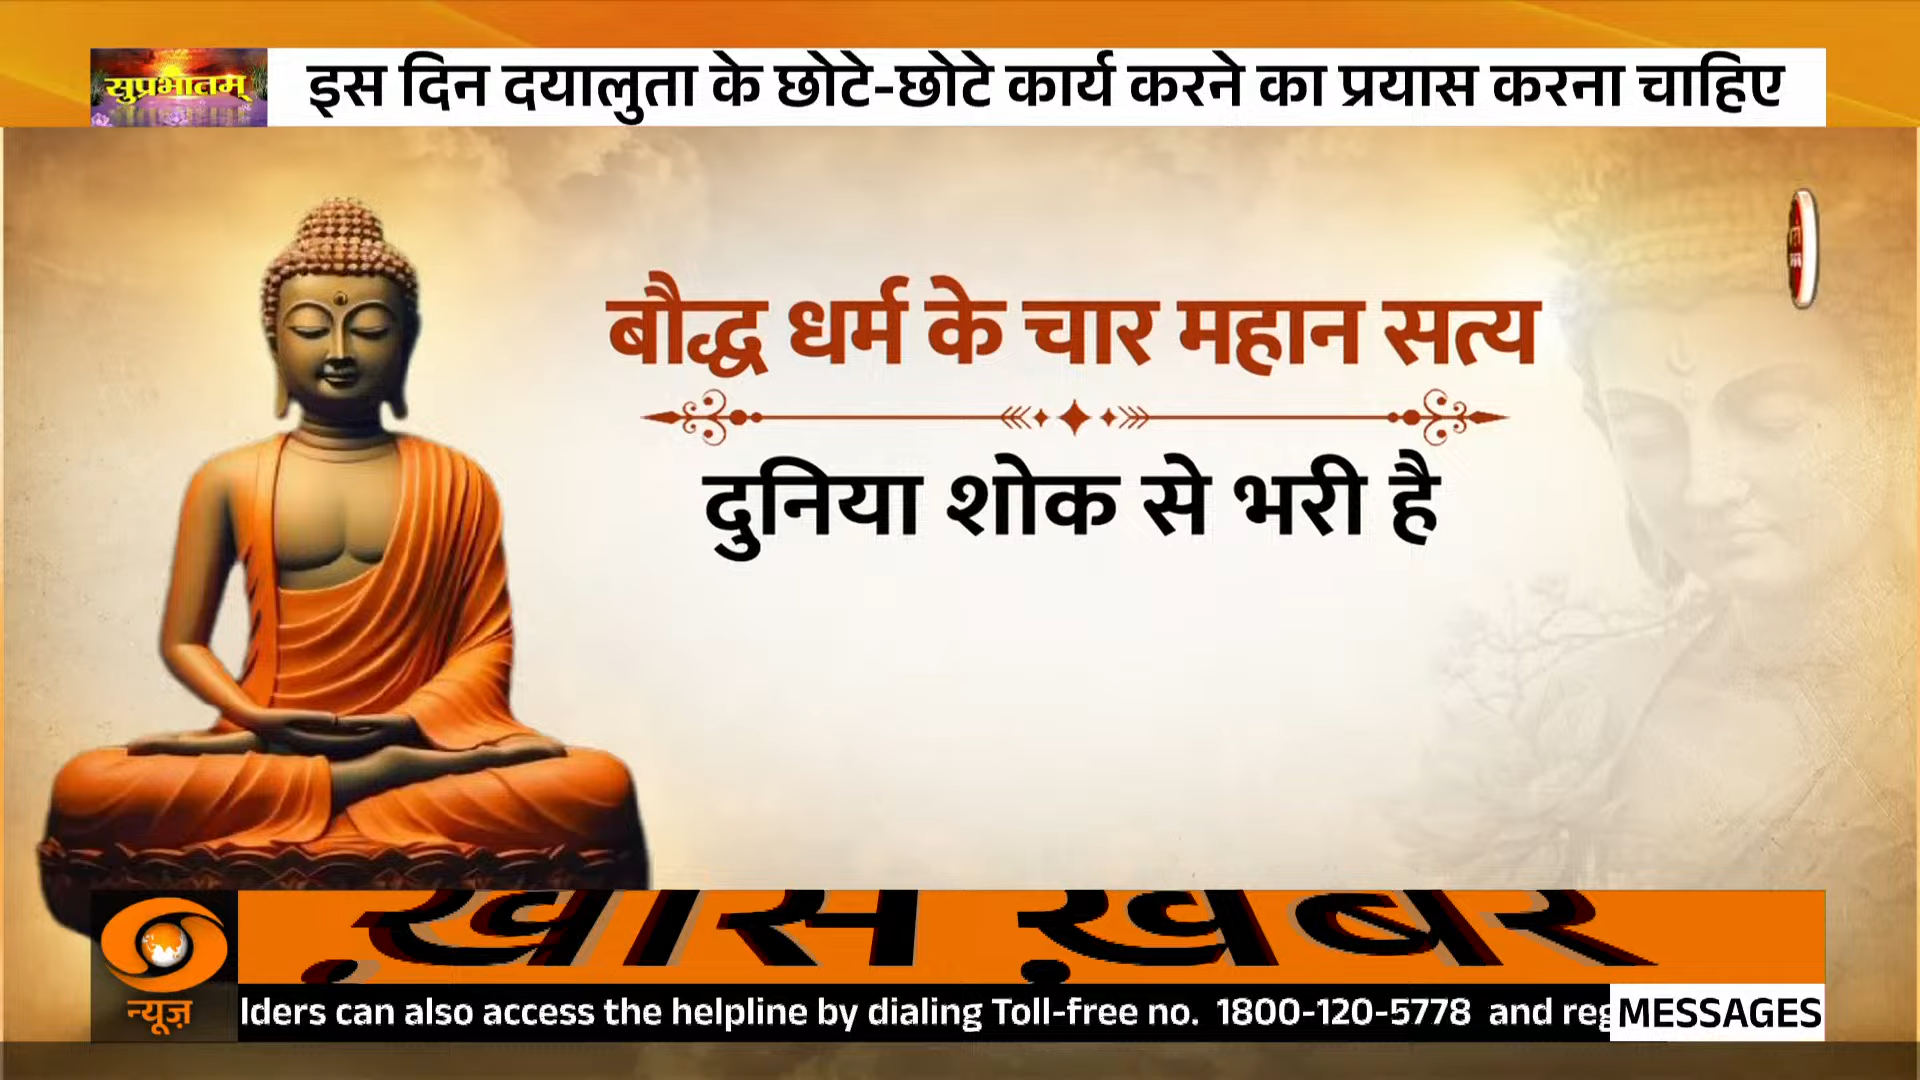 सुप्रभातम्
इस दिन दयालुता के छोटे-छोटे कार्य करने का प्रयास करना चाहिए
बौद्ध धर्म के चार महान सत्य
दुनिया शोक से भरी है
ख़ास ख़बर
न्यूज़
lders can also access the helpline by dialing Toll-free no. 1800-120-5778 and reg
MESSAGES